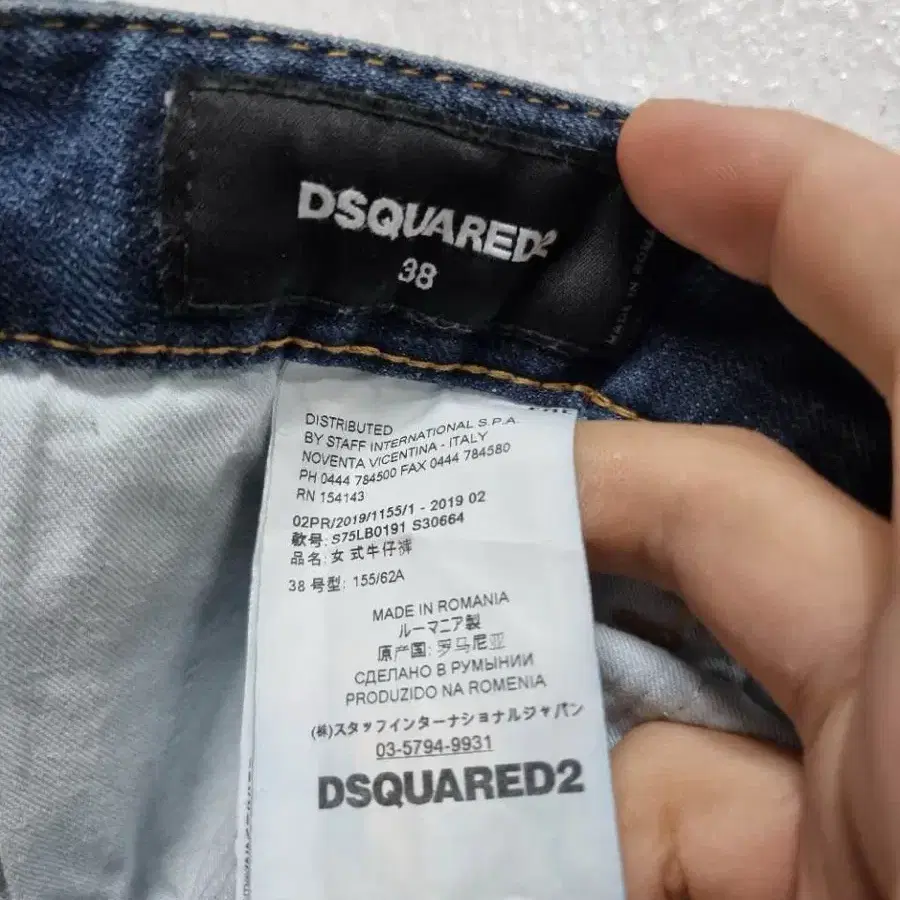 DSQUARED2
38
MADE IN ROMA
DISTRIBUTED
BY STAFF INTERNATIONAL S.P.A.
NOVENTA VICENTINA - ITALY
PH 0444 784500 FAX 0444 784580
RN 154143
02PR/2019/1155/1 - 2019 02
款号: S75LB0191 S30664
品名: 女式牛仔裤
38 号型: 155/62A
MADE IN ROMANIA
ルーマニア製
原产国: 罗马尼亚
СДЕЛАНО В РУМЫНИИ
PRODUZIDO NA ROMENIA
(株)スタッフインターナショナルジャパン
03-5794-9931
DSQUARED2